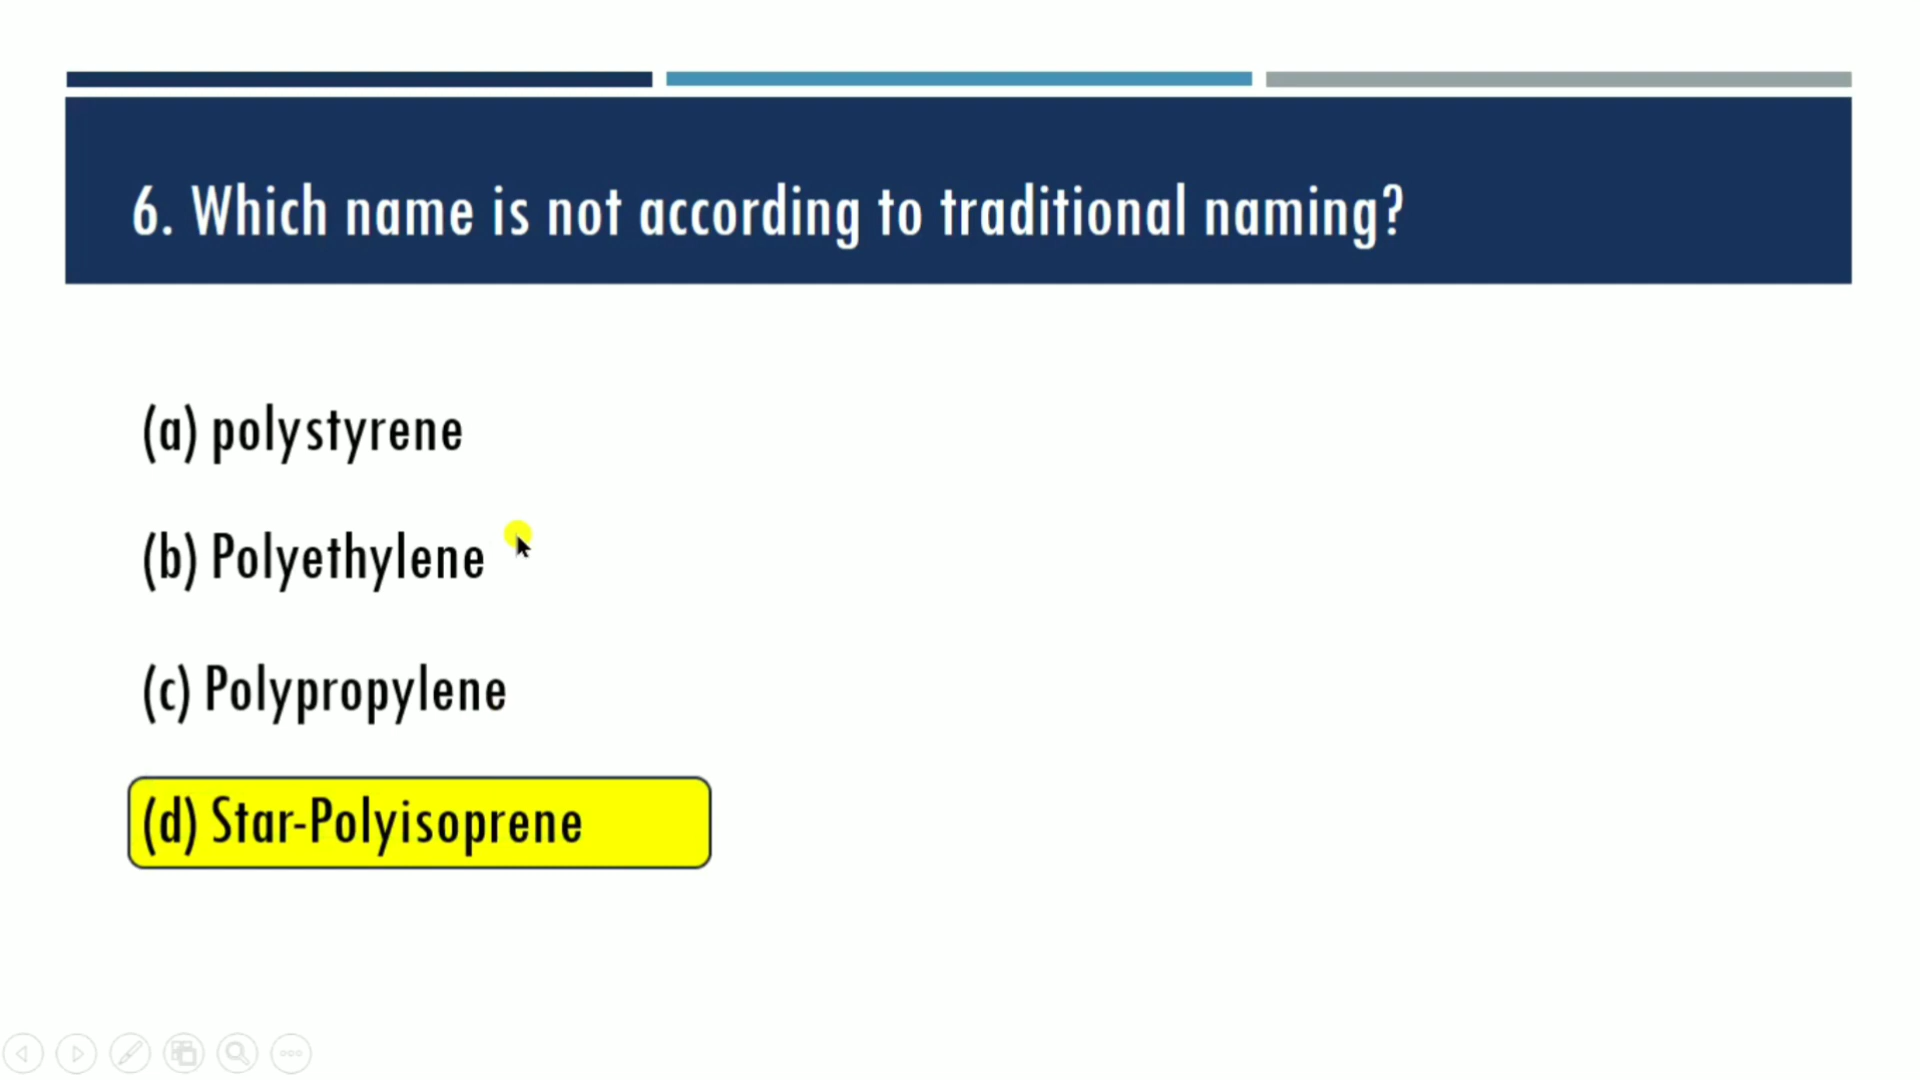 6. Which name is not according to traditional naming?
(a) polystyrene
(b) Polyethylene
(c) Polypropylene
(d) Star-Polyisoprene